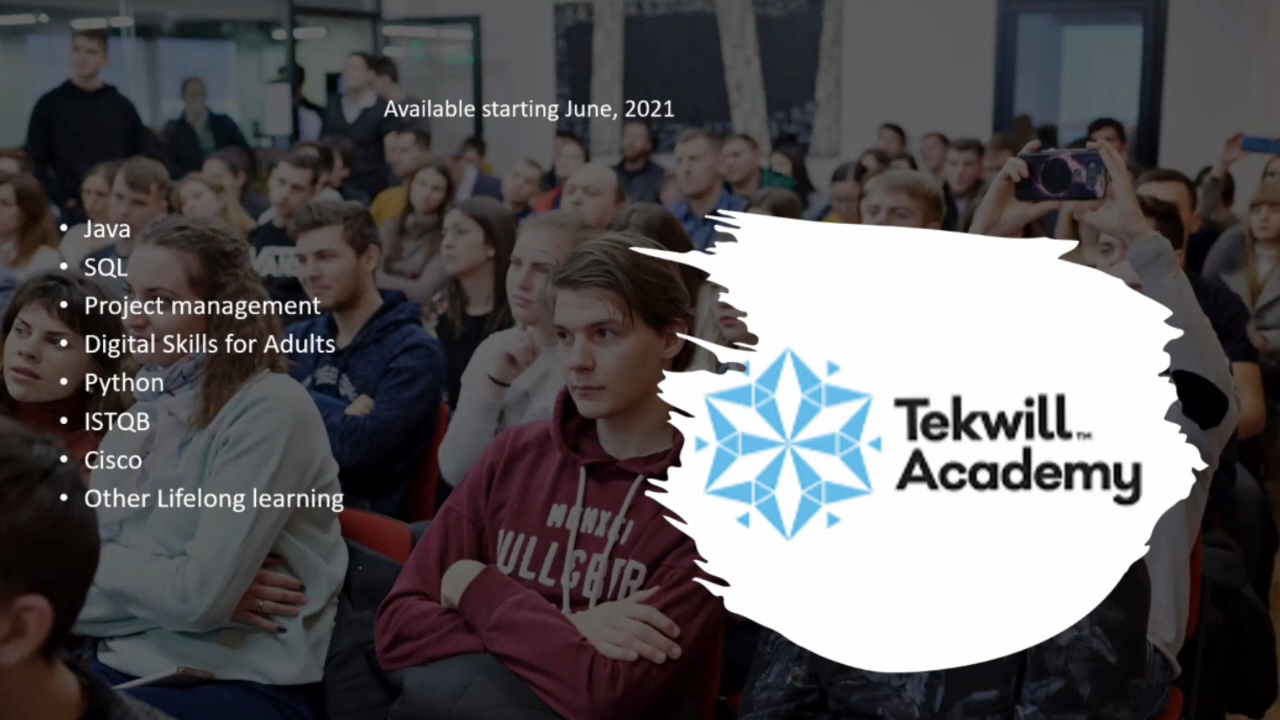 Available starting June, 2021
• Java
• SQL
• Project management
• Digital Skills for Adults
• Python
• ISTQB
• Cisco
• Other Lifelong learning
Tekwill™
Academy